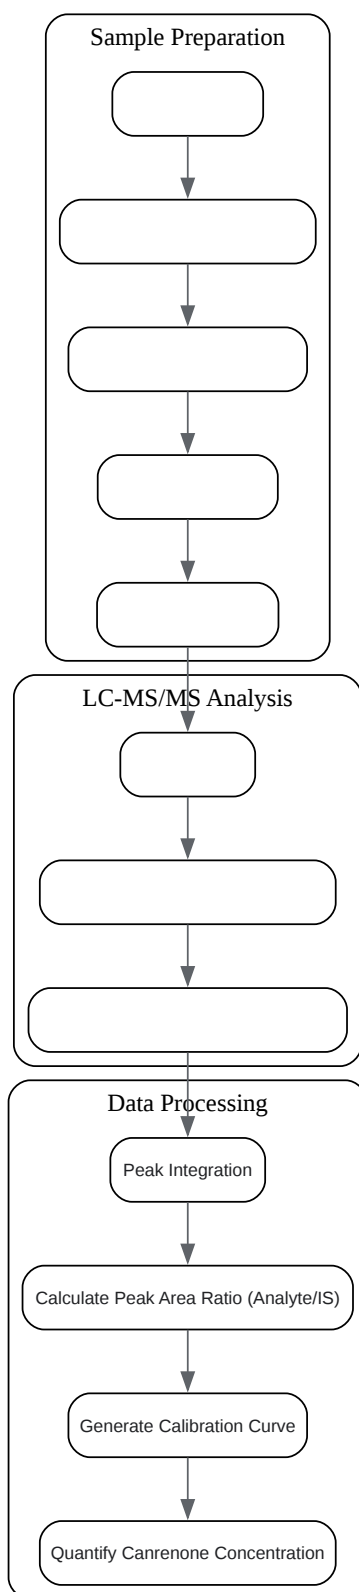 Sample Preparation
LC-MS/MS Analysis
Data Processing
Peak Integration
Calculate Peak Area Ratio (Analyte/IS)
Generate Calibration Curve
Quantify Canrenone Concentration